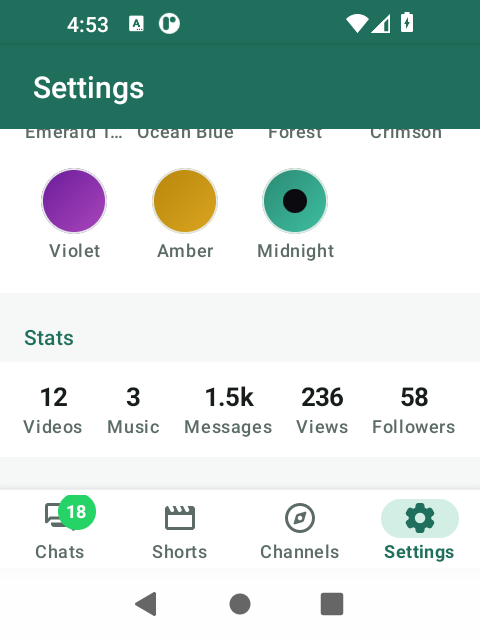 4:53
Settings
Emerald T... Ocean Blue Forest Crimson
Violet Amber Midnight
Stats
12 3 1.5k 236 58
Videos Music Messages Views Followers
18
Chats Shorts Channels Settings